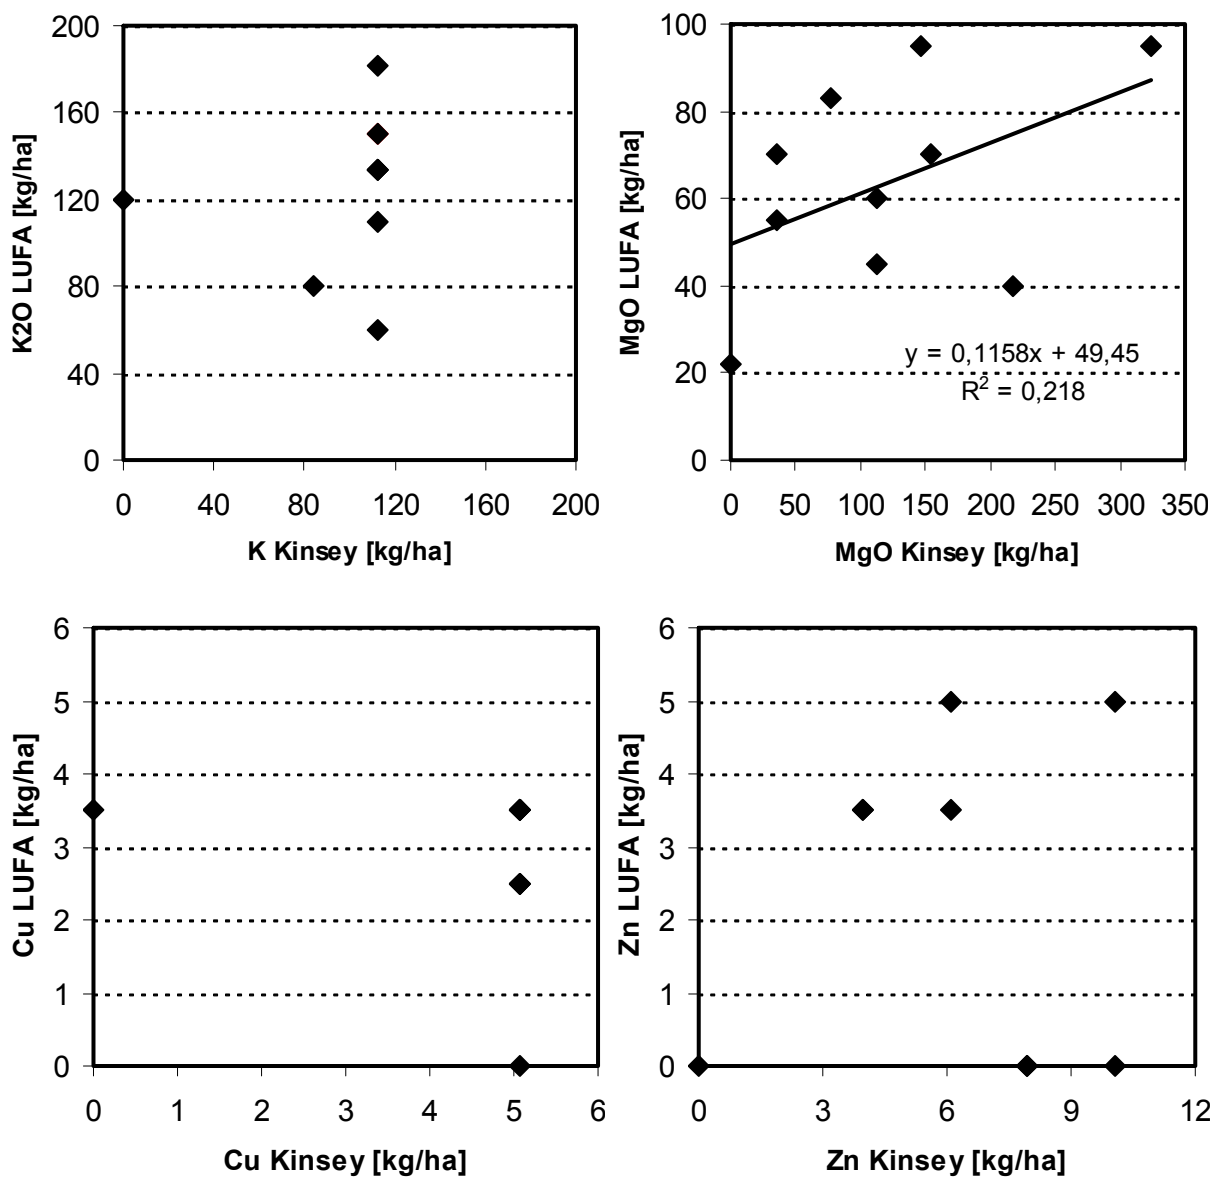 200
160
120
80
40
0
K2O LUFA [kg/ha]
0 40 80 120 160 200
K Kinsey [kg/ha]
100
80
60
40
20
0
MgO LUFA [kg/ha]
y = 0,1158x + 49,45
R² = 0,218
0 50 100 150 200 250 300 350
MgO Kinsey [kg/ha]
6
5
4
3
2
1
0
Cu LUFA [kg/ha]
0 1 2 3 4 5 6
Cu Kinsey [kg/ha]
6
5
4
3
2
1
0
Zn LUFA [kg/ha]
0 3 6 9 12
Zn Kinsey [kg/ha]